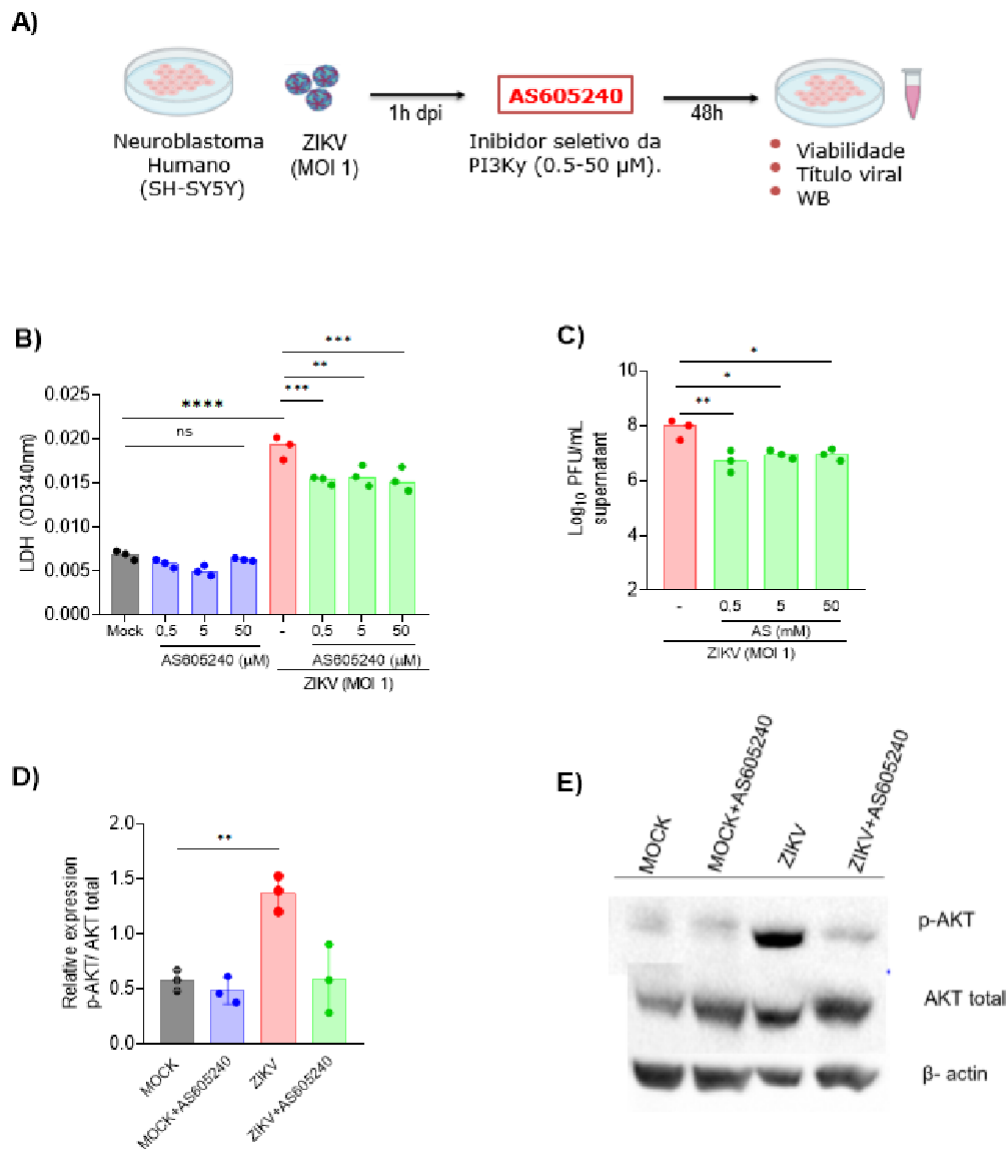 A)
Neuroblastoma
Humano
(SH-SY5Y)
ZIKV
(MOI 1)
1h dpi
AS605240
Inibidor seletivo da
PI3Ky (0.5-50 µM).
48h
Viabilidade
Título viral
WB
B)
LDH (OD340nm)
0.025
0.020
0.015
0.010
0.005
0.000
****
ns
***
**
***
Mock 0.5 5 50 - 0.5 5 50
AS605240 (µM) AS605240 (µM)
ZIKV (MOI 1)
C)
Log10 PFU/mL
supernatant
10
8
6
4
2
*
*
**
- 0.5 5 50
AS (mM)
ZIKV (MOI 1)
D)
Relative expression
p-AKT/ AKT total
2.0
1.5
1.0
0.5
0.0
**
MOCK
MOCK+AS605240
ZIKV
ZIKV+AS605240
E)
MOCK
MOCK+AS605240
ZIKV
ZIKV+AS605240
p-AKT
AKT total
β- actin